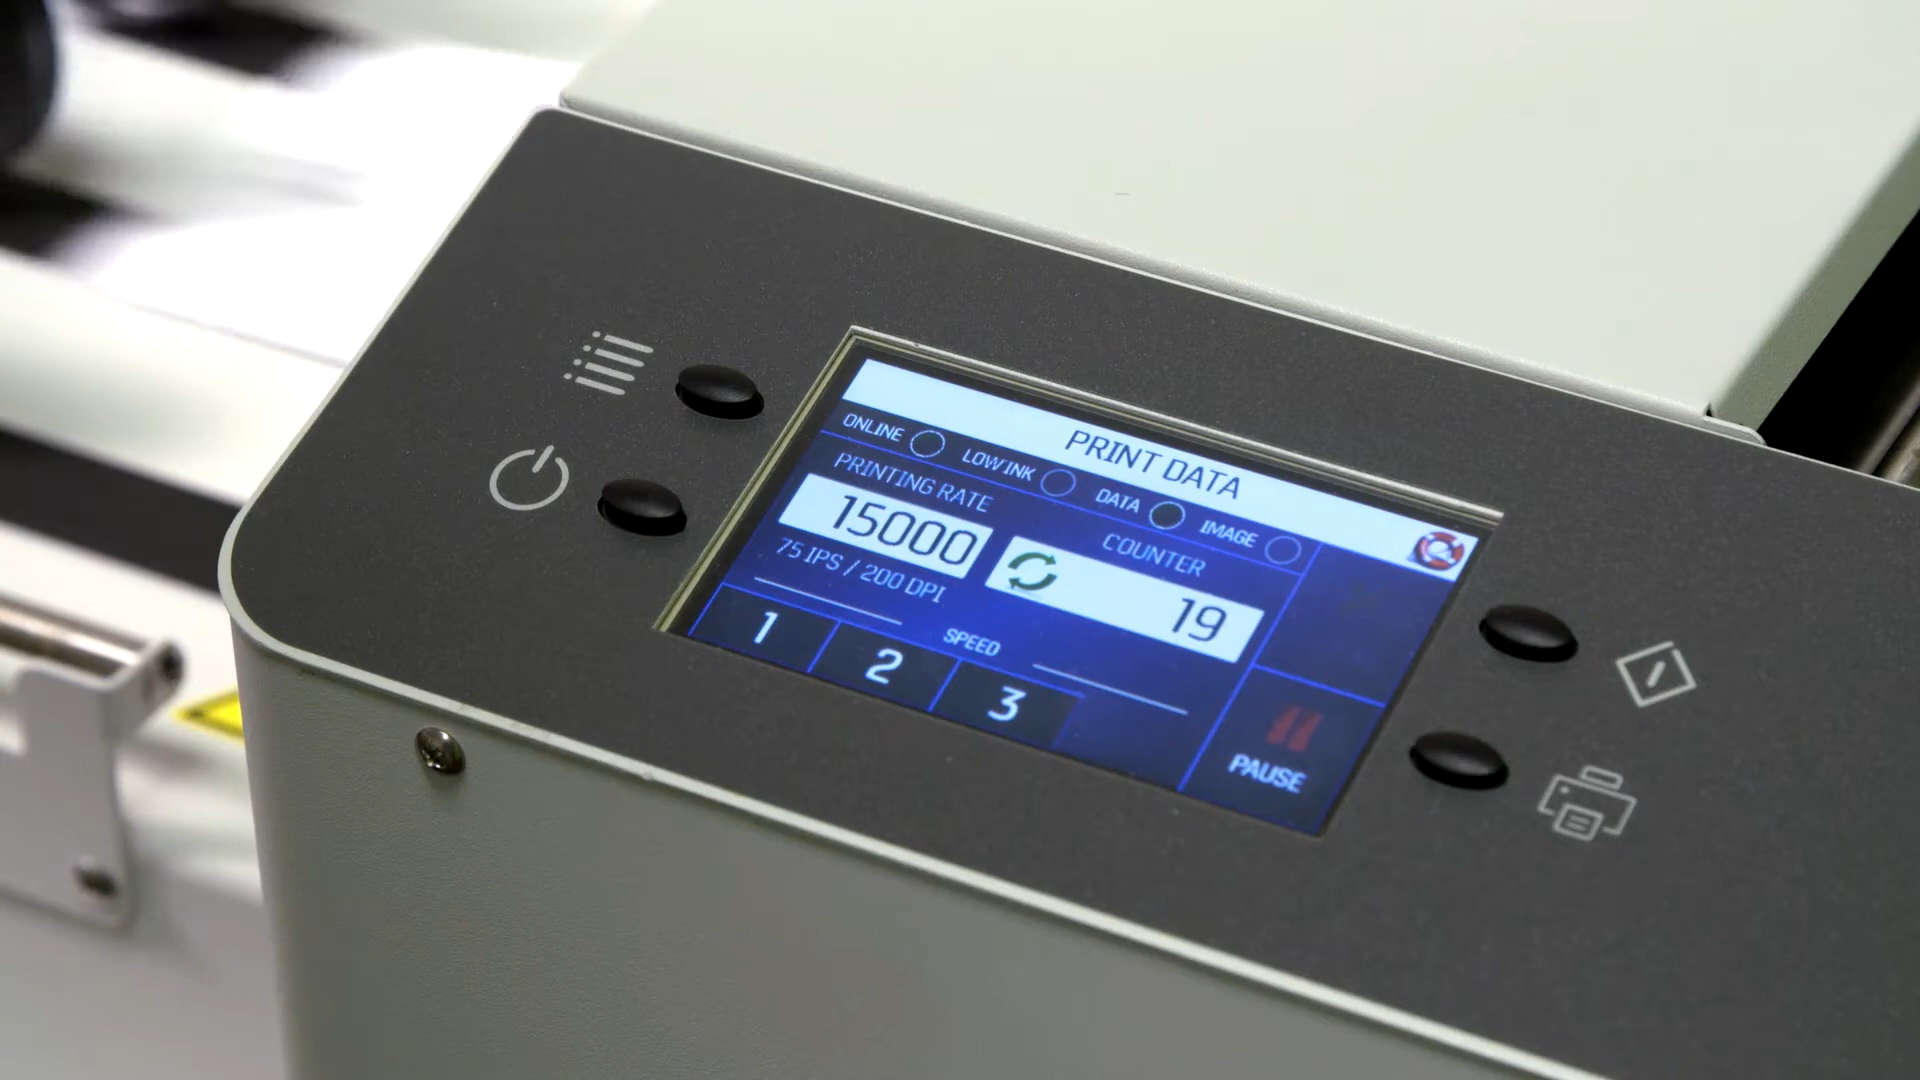 PRINT DATA
ONLINE LOW INK DATA IMAGE
PRINTING RATE
15000
75 IPS / 200 DPI
COUNTER
19
SPEED
1 2 3
PAUSE